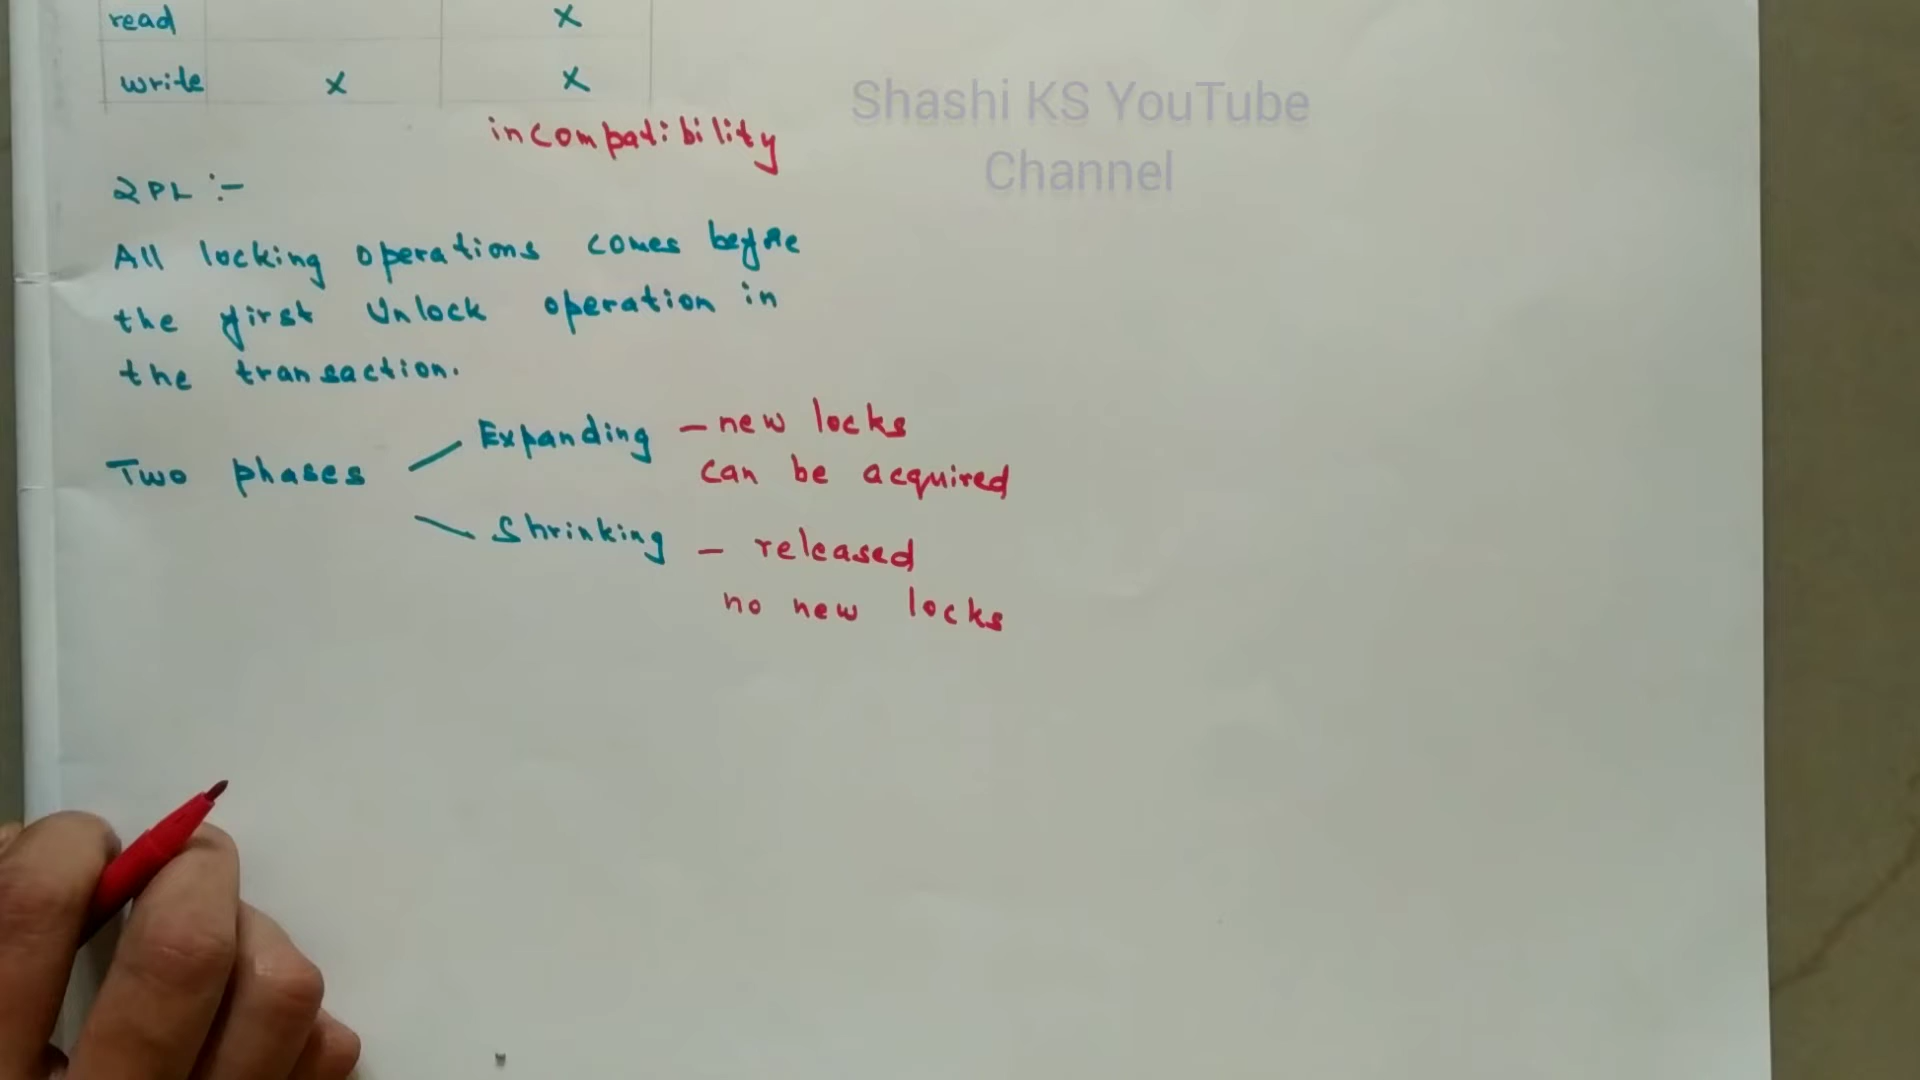 read x
write x x
incompatibility
Shashi KS YouTube
Channel
2PL :-
All locking operations comes before
the first Unlock operation in
the transaction.
Two phases
Expanding - new locks
can be acquired
Shrinking - released
no new locks